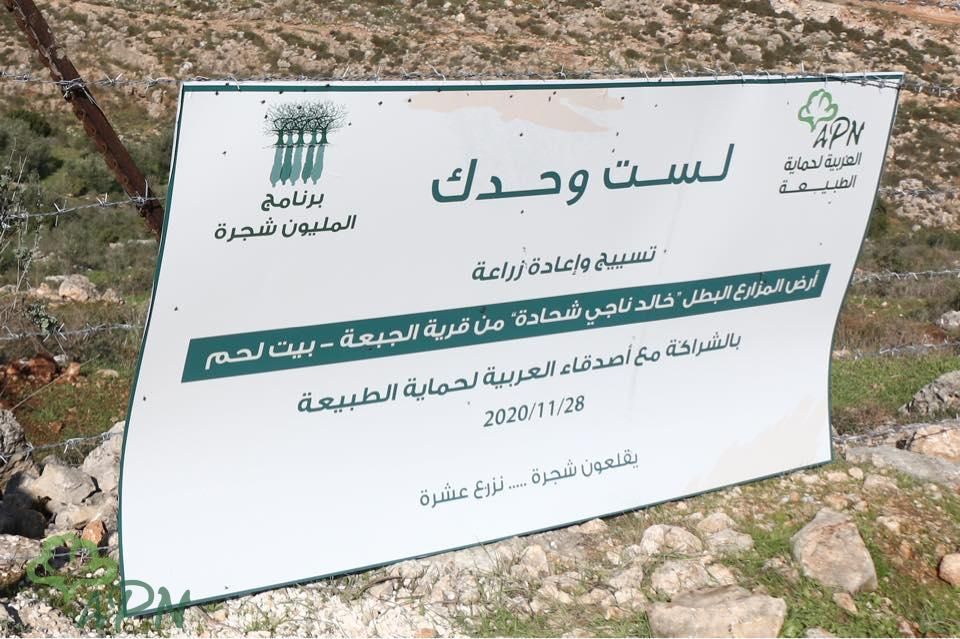 APN
العربية لحماية
الطبيعة
برنامج
المليون شجرة
لست وحدك
تسييج وإعادة زراعة
أرض المزارع البطل "خالد ناجي شحادة" من قرية الجبعة – بيت لحم
بالشراكة مع أصدقاء العربية لحماية الطبيعة
2020/11/28
يقلعون شجرة ..... نزرع عشرة
APN